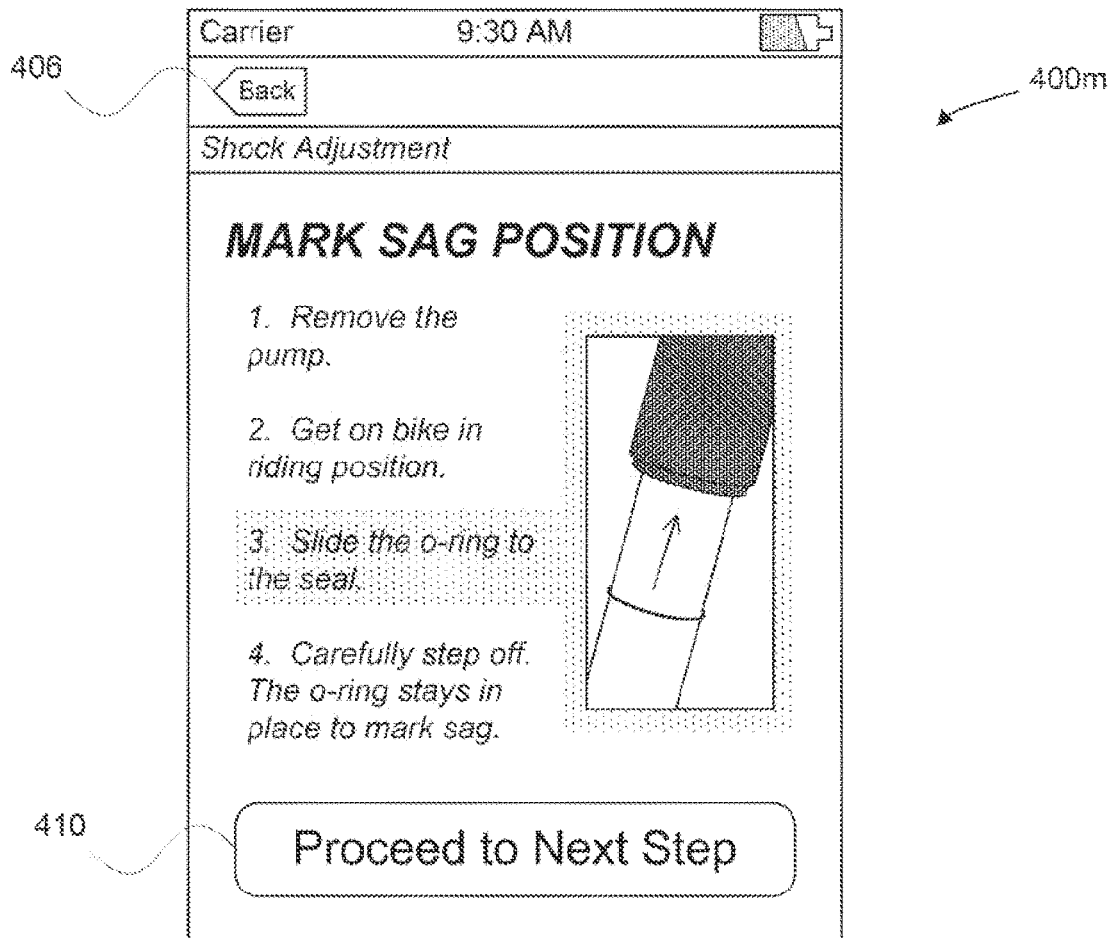 Carrier 9:30 AM
406
Back
400m
Shock Adjustment
MARK SAG POSITION
1. Remove the
pump.
2. Get on bike in
riding position.
3. Slide the o-ring to
the seal.
4. Carefully step off.
The o-ring stays in
place to mark sag.
410
Proceed to Next Step